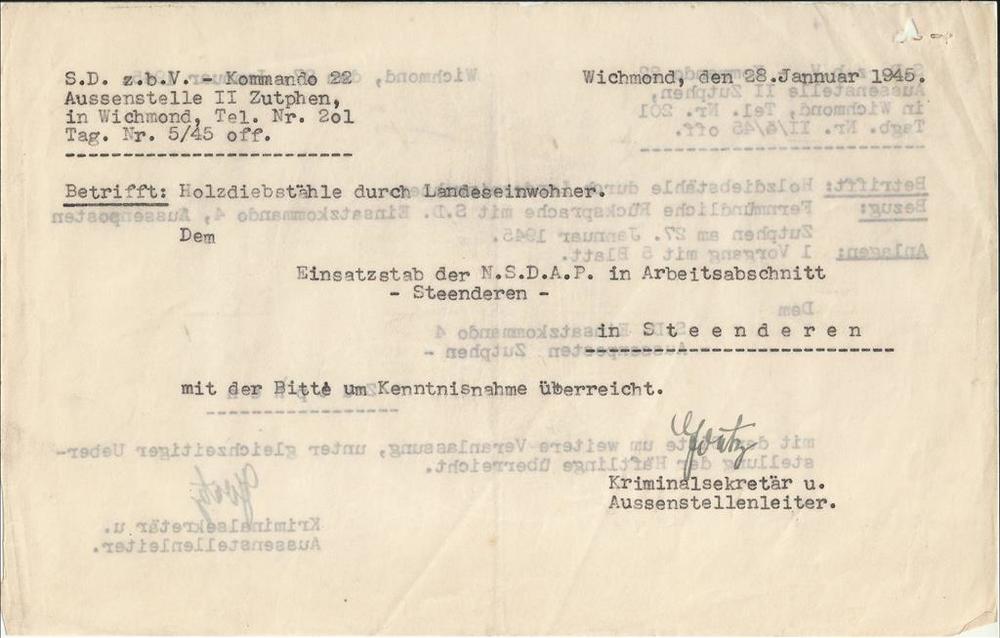 S.D. z.b.V. - Kommando 22
Aussenstelle II Zutphen,
in Wichmond, Tel. Nr. 2ol
Tag. Nr. 5/45 off.
Wichmond, den 28.Jannuar 1945.
Betrifft: Holzdiebstähle durch Landeseinwohner.
Dem
Einsatzstab der N.S.D.A.P. in Arbeitsabschnitt
- Steenderen -
in S t e e n d e r e n
mit der Bitte um Kenntnisnahme überreicht.
Kriminalsekretär u.
Aussenstellenleiter.